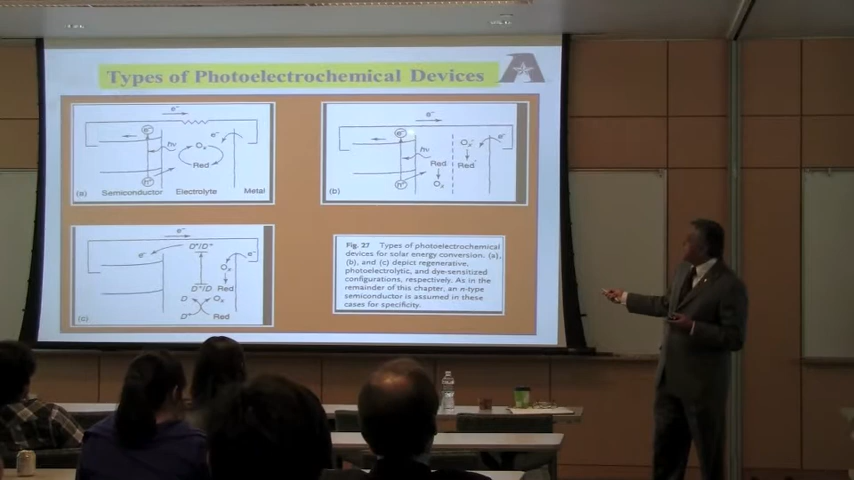 Types of Photoelectrochemical Devices
e⁻
e⁻
e⁻
hν
Oₓ
Red
h⁺
(a) Semiconductor Electrolyte Metal
e⁻
e⁻
e⁻
hν
Red
Oₓ
Oₓ'
Red'
h⁺
(b)
e⁻
e⁻
e⁻
Oₓ
Red
D
Oₓ
Red
(c)
Fig. 27 Types of photoelectrochemical
devices for solar energy conversion. (a),
(b), and (c) depict regenerative,
photoelectrolytic, and dye-sensitized
configurations, respectively. As in the
remainder of this chapter, an n-type
semiconductor is assumed in these
cases for specificity.